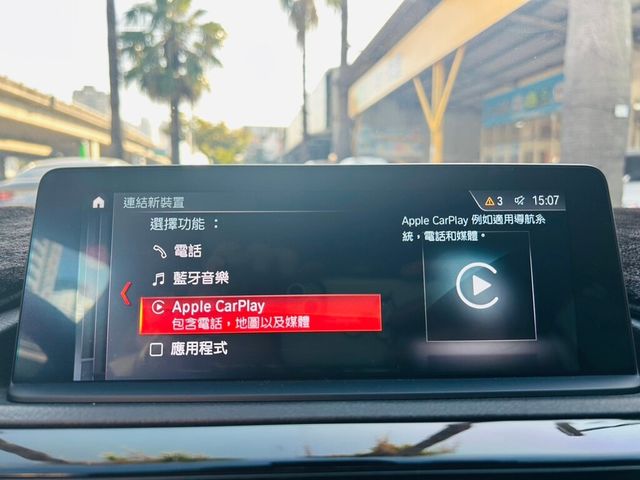 連結新裝置
3 15:07
選擇功能：
電話
藍牙音樂
Apple CarPlay
包含電話，地圖以及媒體
應用程式
Apple CarPlay 例如適用導航系
統，電話和媒體。